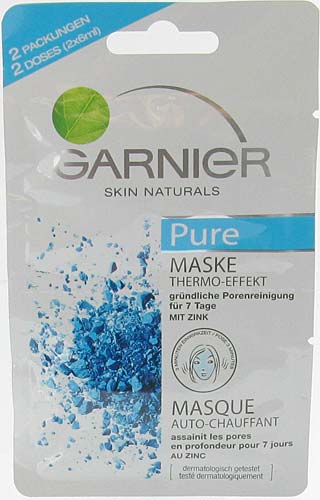 2 PACKUNGEN
2 DOSES (2x6ml)
GARNIER
SKIN NATURALS
Pure
MASKE
THERMO-EFFEKT
gründliche Porenreinigung
für 7 Tage
MIT ZINK
MASQUE
AUTO-CHAUFFANT
assainit les pores
en profondeur pour 7 jours
AU ZINC
dermatologisch getestet
testé dermatologiquement